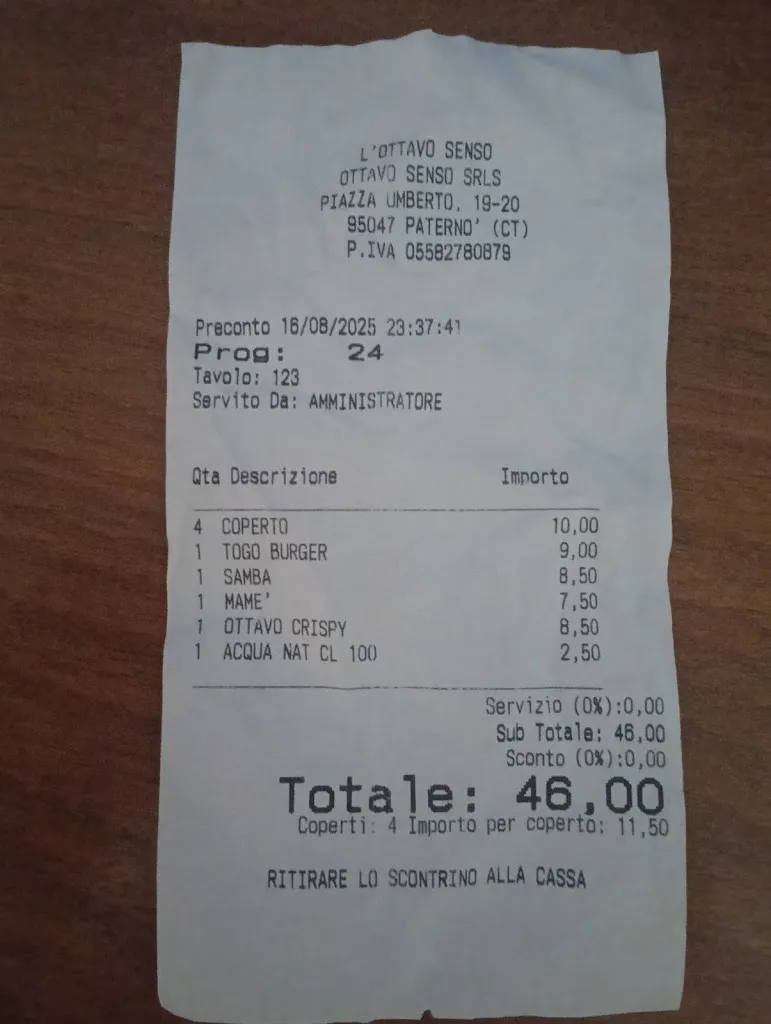 L'OTTAVO SENSO
OTTAVO SENSO SRLS
PIAZZA UMBERTO, 19-20
95047 PATERNO' (CT)
P.IVA 05582780879
Preconto 16/08/2025 23:37:41
Prog: 24
Tavolo: 123
Servito Da: AMMINISTRATORE
Qta Descrizione Importo
4 COPERTO 10,00
1 TOGO BURGER 9,00
1 SAMBA 8,50
1 MAME' 7,50
1 OTTAVO CRISPY 8,50
1 ACQUA NAT CL 100 2,50
Servizio (0%):0,00
Sub Totale: 46,00
Sconto (0%):0,00
Totale: 46,00
Coperti: 4 Importo per coperto: 11,50
RITIRARE LO SCONTRINO ALLA CASSA